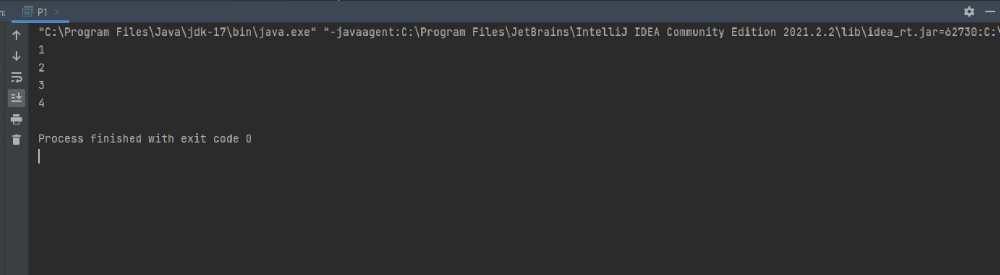 n: P1
"C:\Program Files\Java\jdk-17\bin\java.exe" "-javaagent:C:\Program Files\JetBrains\IntelliJ IDEA Community Edition 2021.2.2\lib\idea_rt.jar=62730:C:\
1
2
3
4
Process finished with exit code 0